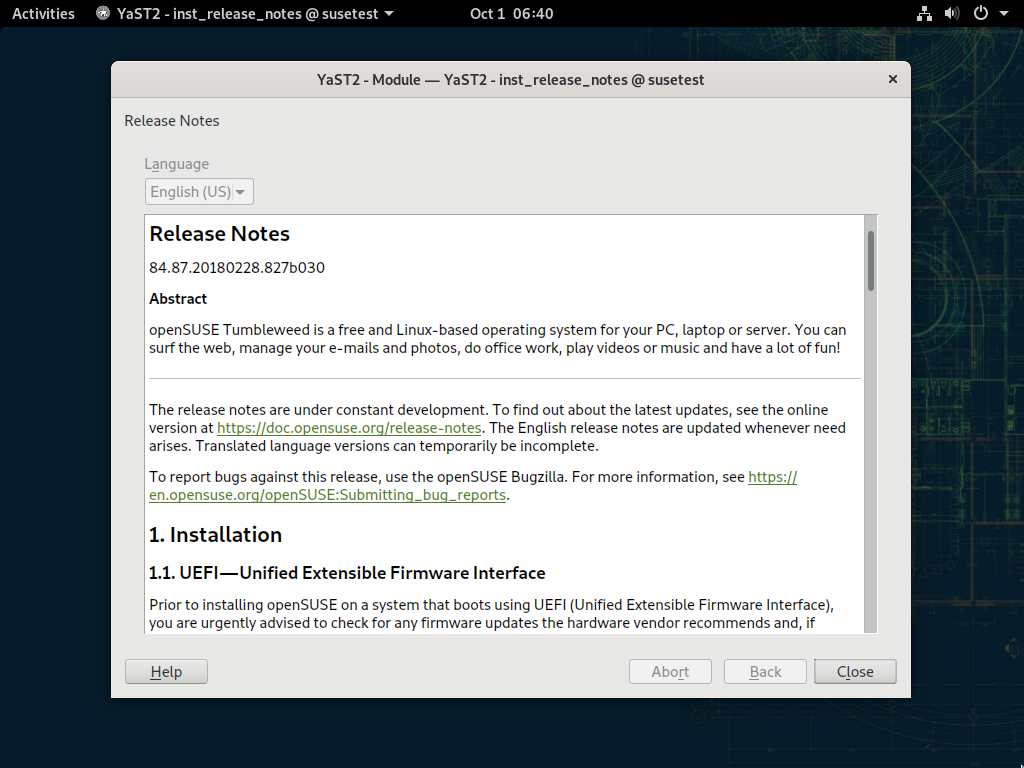 Activities
YaST2 - inst_release_notes @ susetest
Oct 1 06:40
YaST2 - Module — YaST2 - inst_release_notes @ susetest
Release Notes
Language
English (US)
Release Notes
84.87.20180228.827b030
Abstract
openSUSE Tumbleweed is a free and Linux-based operating system for your PC, laptop or server. You can
surf the web, manage your e-mails and photos, do office work, play videos or music and have a lot of fun!
The release notes are under constant development. To find out about the latest updates, see the online
version at https://doc.opensuse.org/release-notes. The English release notes are updated whenever need
arises. Translated language versions can temporarily be incomplete.
To report bugs against this release, use the openSUSE Bugzilla. For more information, see https://
en.opensuse.org/openSUSE:Submitting_bug_reports.
1. Installation
1.1. UEFI—Unified Extensible Firmware Interface
Prior to installing openSUSE on a system that boots using UEFI (Unified Extensible Firmware Interface),
you are urgently advised to check for any firmware updates the hardware vendor recommends and, if
Help
Abort
Back
Close